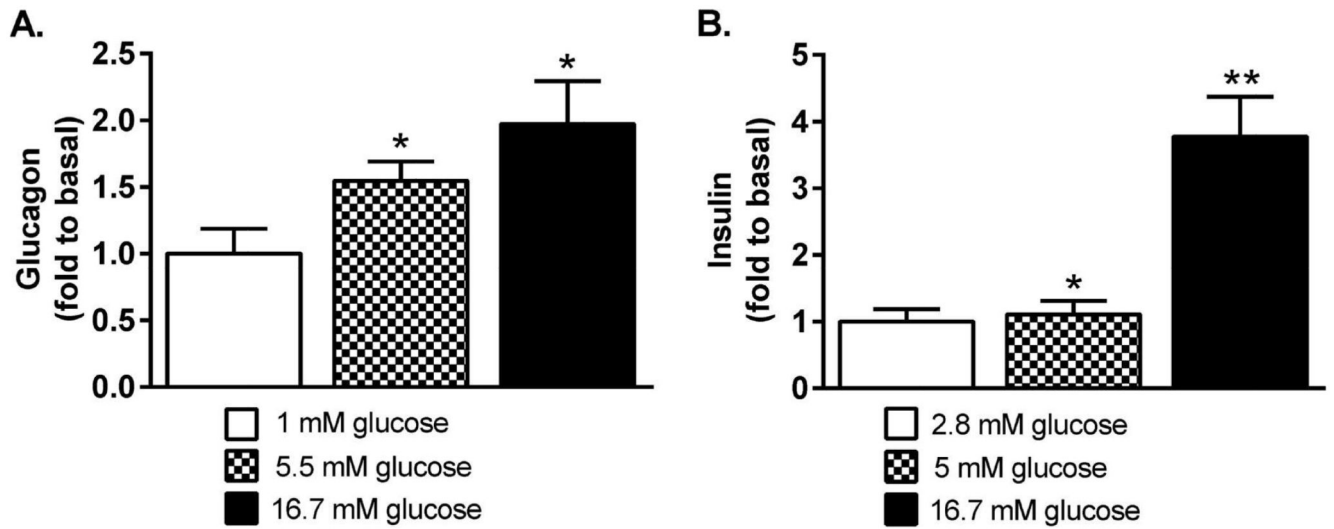 A.
Glucagon
(fold to basal)
2.5
2.0
1.5
1.0
0.5
0.0
*
*
1 mM glucose
5.5 mM glucose
16.7 mM glucose
B.
Insulin
(fold to basal)
5
4
3
2
1
0
*
**
2.8 mM glucose
5 mM glucose
16.7 mM glucose